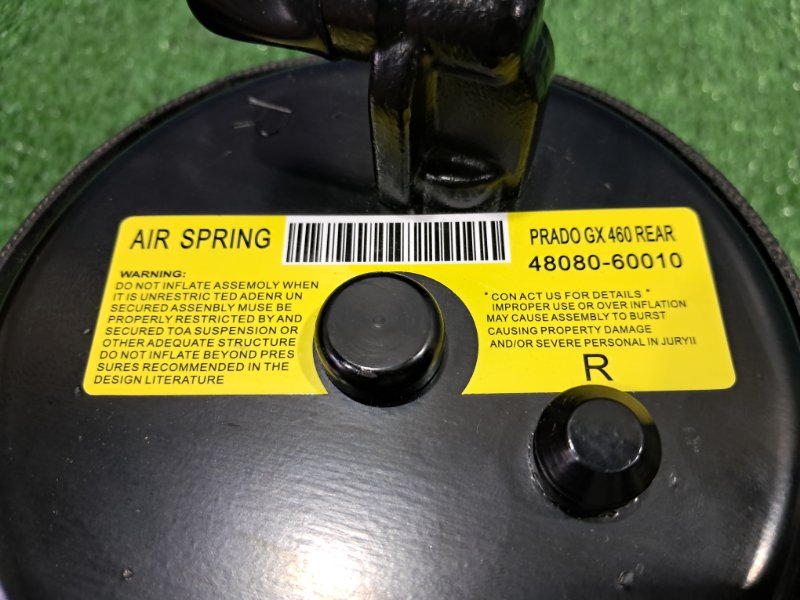 AIR SPRING
PRADO GX 460 REAR
48080-60010
WARNING:
DO NOT INFLATE ASSEMOLY WHEN
IT IS UNRESTRIC TED ADENR UN
SECURED ASSENBLY MUSE BE
PROPERLY RESTRICTED BY AND
SECURED TOA SUSPENSION OR
OTHER ADEQUATE STRUCTURE
DO NOT INFLATE BEYOND PRES
SURES RECOMMENDED IN THE
DESIGN LITERATURE
"CON ACT US FOR DETAILS"
IMPROPER USE OR OVER INFLATION
MAY CAUSE ASSEMBLY TO BURST
CAUSING PROPERTY DAMAGE
AND/OR SEVERE PERSONAL IN JURYII
R